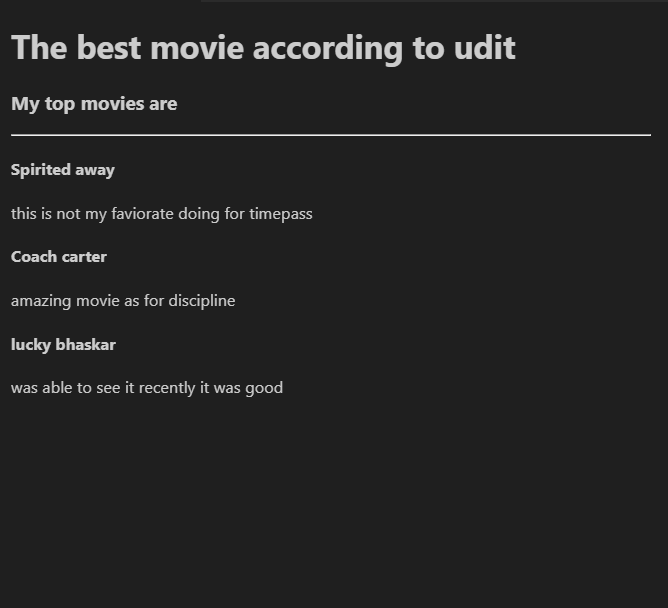 The best movie according to udit
My top movies are
Spirited away
this is not my faviorate doing for timepass
Coach carter
amazing movie as for discipline
lucky bhaskar
was able to see it recently it was good